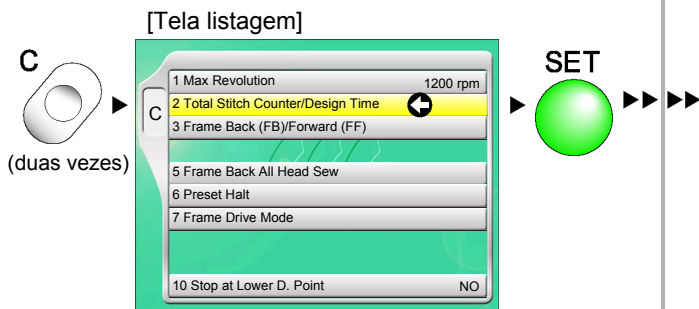 [Tela listagem]
C
(duas vezes)
C
1 Max Revolution 1200 rpm
2 Total Stitch Counter/Design Time
3 Frame Back (FB)/Forward (FF)
5 Frame Back All Head Sew
6 Preset Halt
7 Frame Drive Mode
10 Stop at Lower D. Point NO
SET